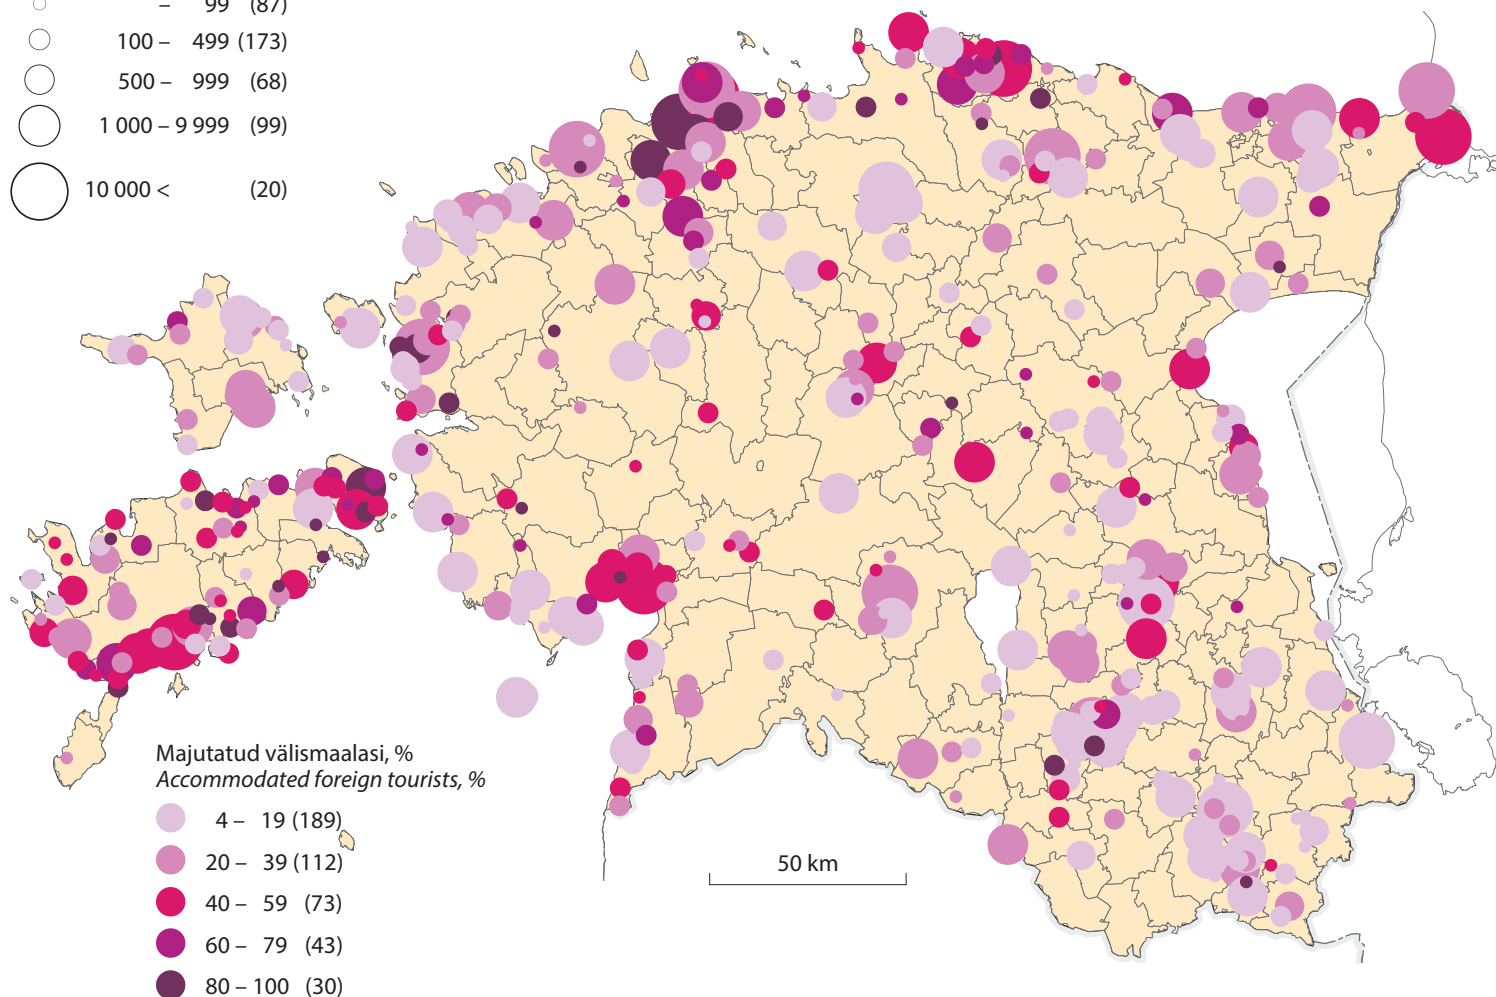 – 99 (87)
100 – 499 (173)
500 – 999 (68)
1 000 – 9 999 (99)
10 000 < (20)
Majutatud välismaalasi, %
Accommodated foreign tourists, %
4 – 19 (189)
20 – 39 (112)
40 – 59 (73)
60 – 79 (43)
80 – 100 (30)
50 km